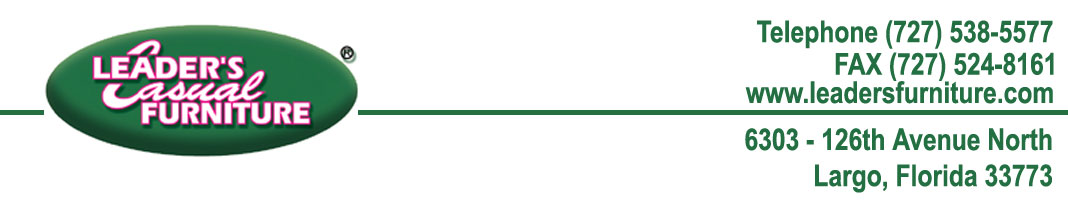 LEADER'S
Casual
FURNITURE
®
Telephone (727) 538-5577
FAX (727) 524-8161
www.leadersfurniture.com
6303 - 126th Avenue North
Largo, Florida 33773